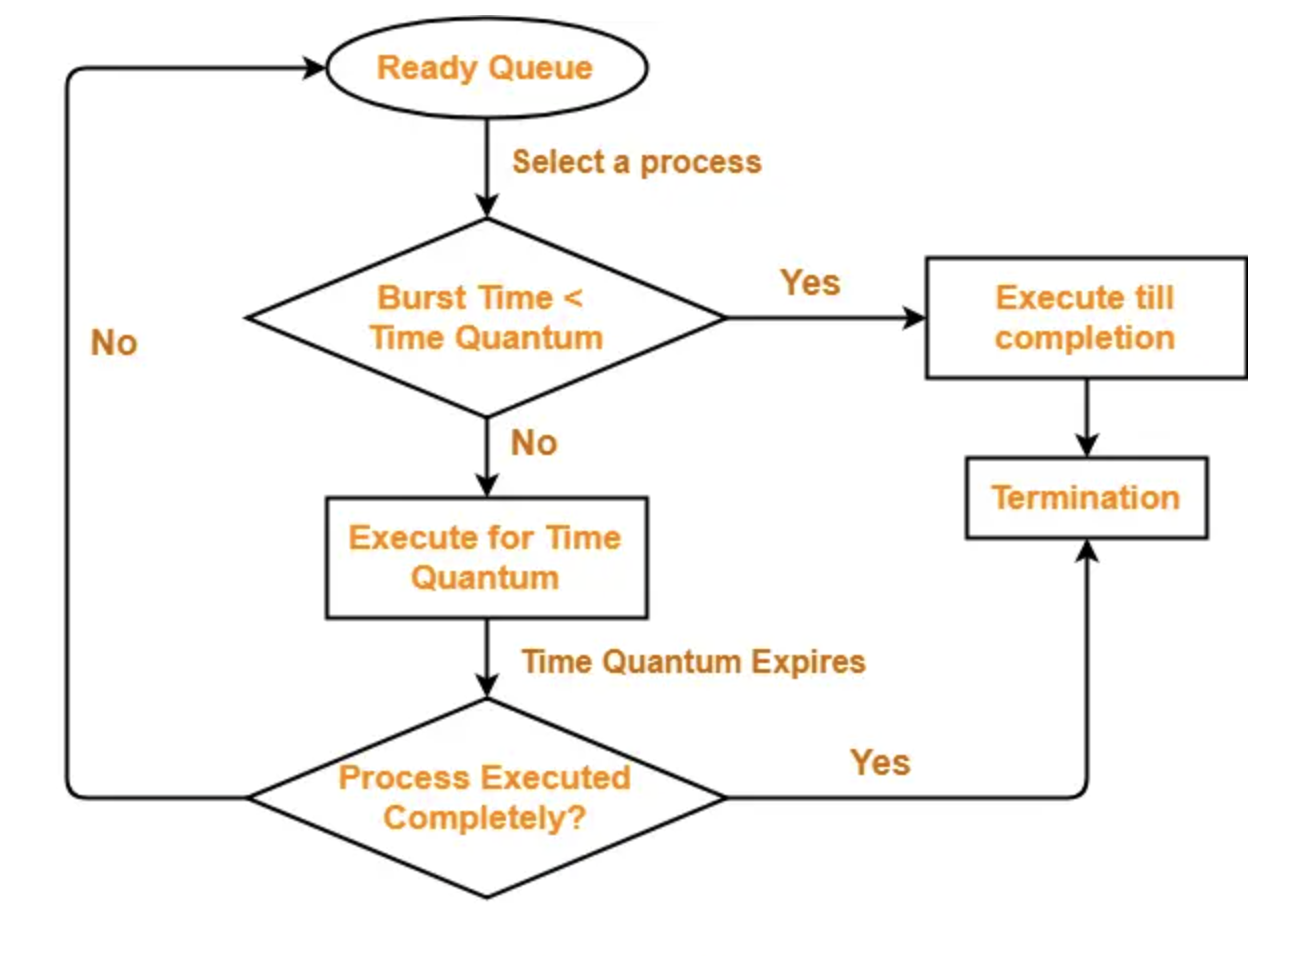 Ready Queue
Select a process
Burst Time <
Time Quantum
Yes
Execute till
completion
No
No
Termination
Execute for Time
Quantum
Time Quantum Expires
Process Executed
Completely?
Yes